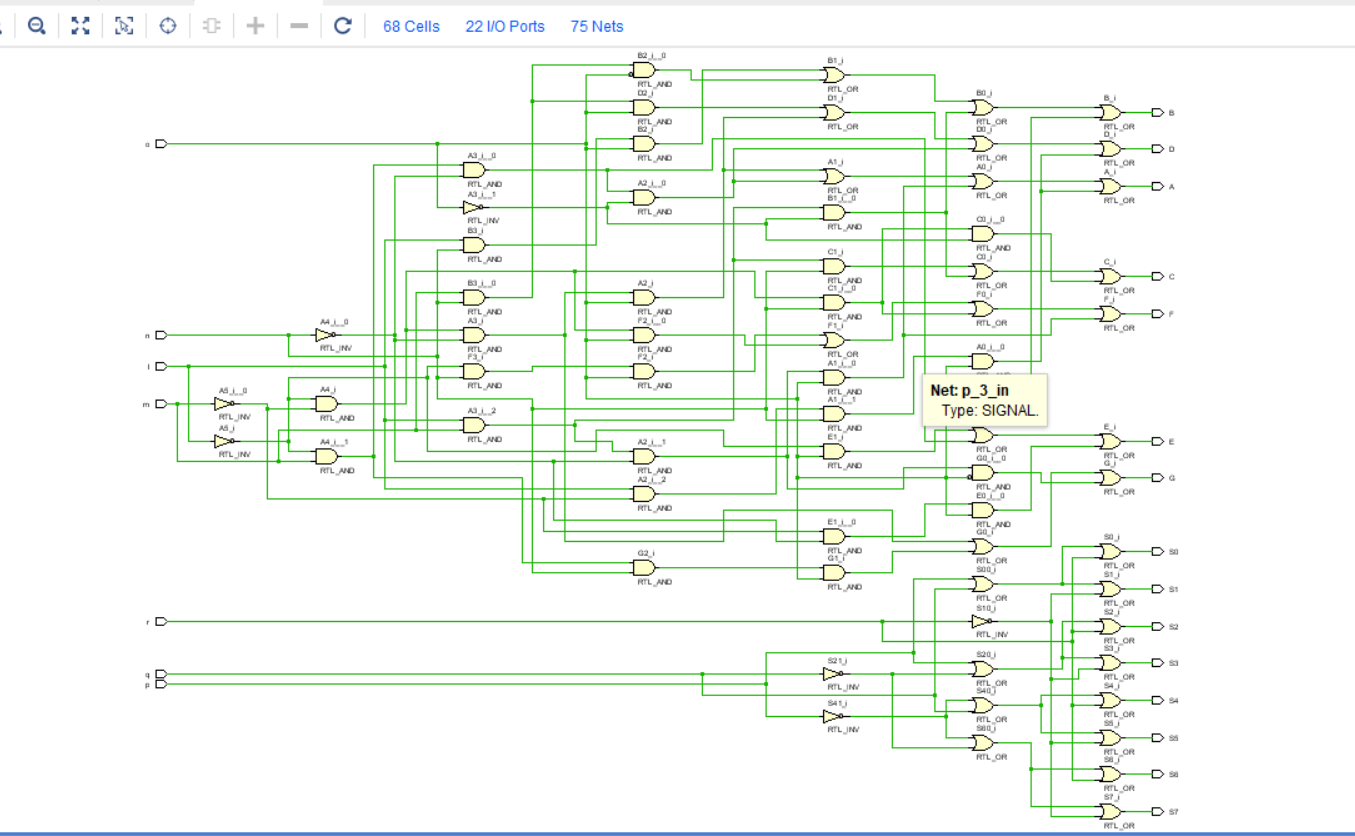 68 Cells 22 I/O Ports 75 Nets
B2_i__0
RTL_AND
B1_i
RTL_OR
D2_i
RTL_AND
D1_i
RTL_OR
B0_i
RTL_OR
B_i
RTL_OR
B
B2_i
RTL_AND
D0_i
RTL_OR
D_i
RTL_OR
D
o
A3_i__0
RTL_AND
A2_i__0
RTL_AND
A1_i
RTL_OR
A0_i
RTL_OR
A_i
RTL_OR
A
A3_i__1
RTL_INV
B1_i__0
RTL_AND
B3_i
RTL_AND
C0_i__0
RTL_AND
C1_i
RTL_AND
C0_i
RTL_OR
C_i
RTL_OR
C
B3_i__0
RTL_AND
A2_i
RTL_AND
C1_i__0
RTL_AND
F0_i
RTL_OR
F_i
RTL_OR
F
n
A4_i__0
RTL_INV
A3_i
RTL_AND
F2_i__0
RTL_AND
F1_i
RTL_OR
A0_i__0
l
F3_i
RTL_AND
F2_i
RTL_AND
A1_i__0
RTL_AND
Net: p_3_in
Type: SIGNAL.
m
A5_i__0
RTL_INV
A4_i
RTL_AND
A3_i__2
RTL_AND
A1_i__1
RTL_AND
A5_i
RTL_INV
A4_i__1
RTL_AND
A2_i__1
RTL_AND
E1_i
RTL_AND
RTL_OR
E_i
RTL_OR
E
A2_i__2
RTL_AND
G0_i__0
RTL_AND
G_i
RTL_OR
G
E0_i__0
RTL_AND
E1_i__0
RTL_AND
G0_i
RTL_OR
G2_i
RTL_AND
G1_i
RTL_AND
S0_i
RTL_OR
S0
S00_i
RTL_OR
S1_i
RTL_OR
S1
r
S10_i
RTL_INV
S2_i
RTL_OR
S2
q
p
S21_i
RTL_INV
S20_i
RTL_OR
S3_i
RTL_OR
S3
S41_i
RTL_INV
S40_i
RTL_OR
S4_i
RTL_OR
S4
S60_i
RTL_OR
S5_i
RTL_OR
S5
S6_i
RTL_OR
S6
S7_i
RTL_OR
S7